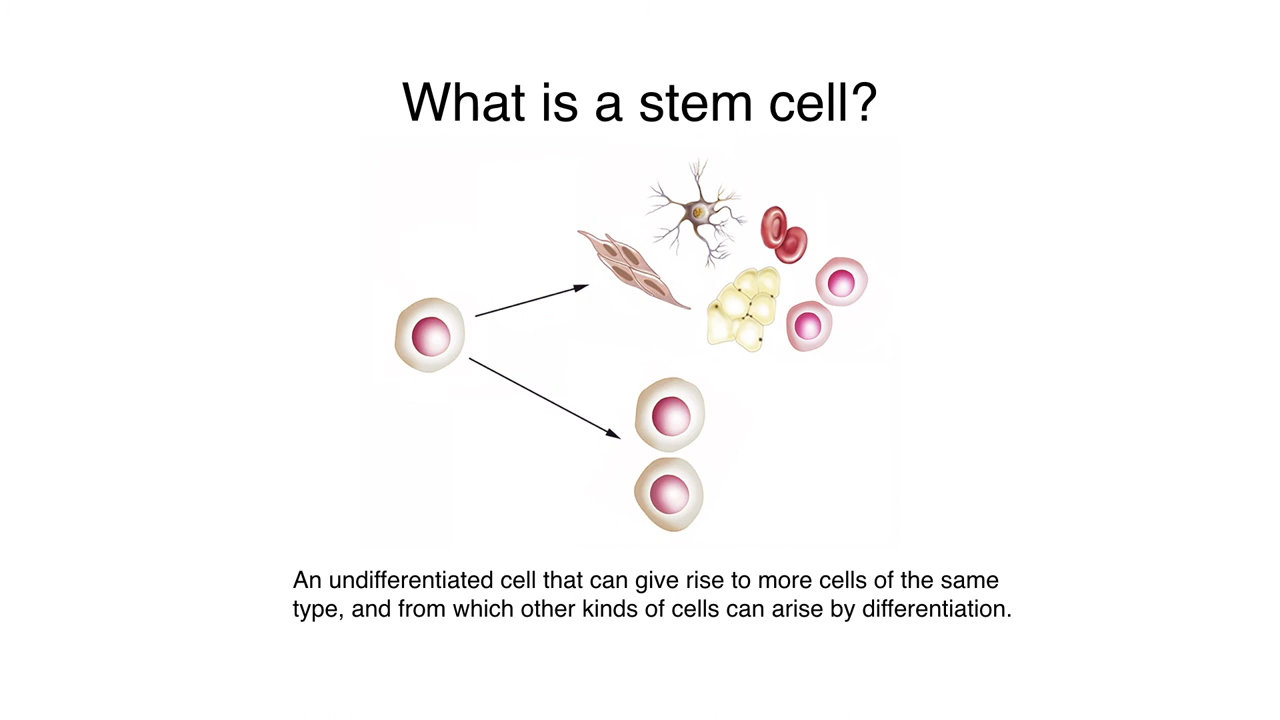 What is a stem cell?
An undifferentiated cell that can give rise to more cells of the same
type, and from which other kinds of cells can arise by differentiation.